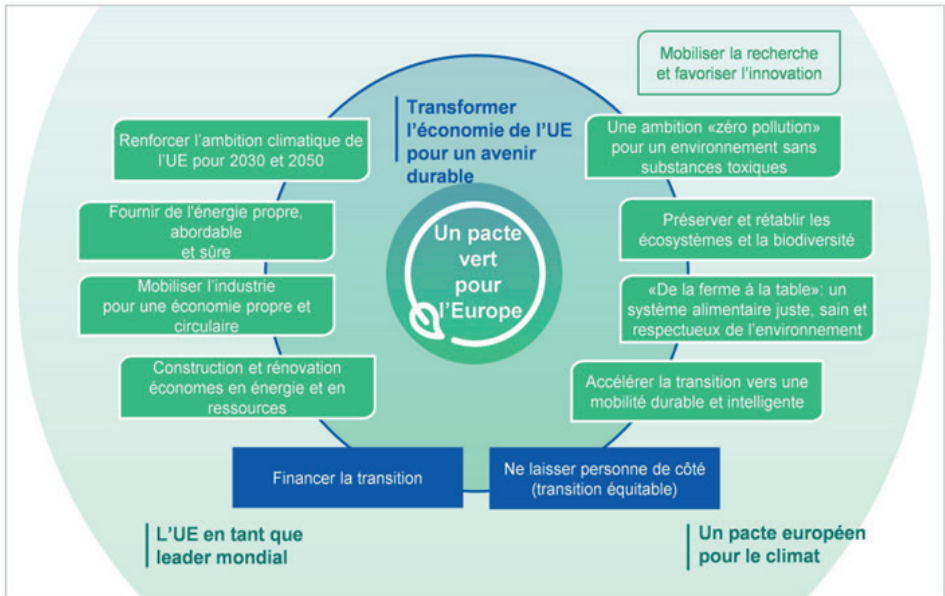 Mobiliser la recherche
et favoriser l'innovation
Transformer
l'économie de l'UE
pour un avenir
durable
Renforcer l'ambition climatique de
l'UE pour 2030 et 2050
Une ambition «zéro pollution»
pour un environnement sans
substances toxiques
Fournir de l'énergie propre,
abordable
et sûre
Préserver et rétablir les
écosystèmes et la biodiversité
Un pacte
vert
pour
l'Europe
Mobiliser l'industrie
pour une économie propre et
circulaire
«De la ferme à la table»: un
système alimentaire juste, sain et
respectueux de l'environnement
Construction et rénovation
économes en énergie et en
ressources
Accélérer la transition vers une
mobilité durable et intelligente
Financer la transition
Ne laisser personne de côté
(transition équitable)
L'UE en tant que
leader mondial
Un pacte européen
pour le climat